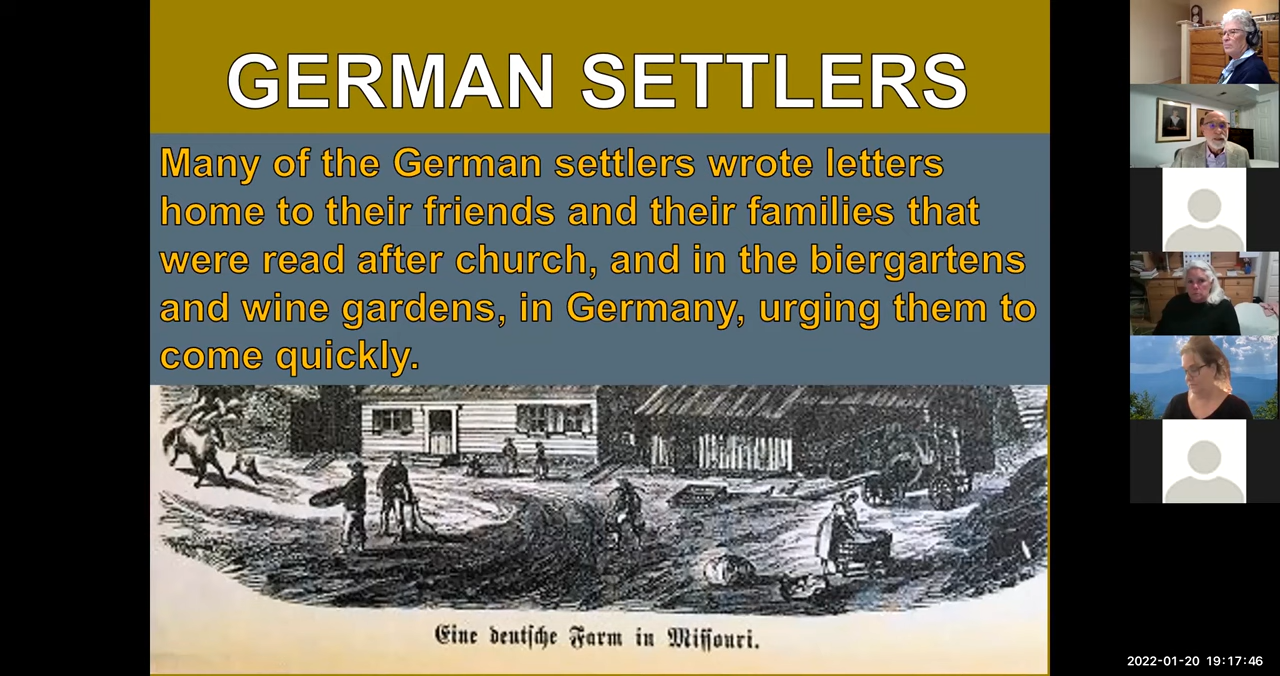 GERMAN SETTLERS
Many of the German settlers wrote letters
home to their friends and their families that
were read after church, and in the biergartens
and wine gardens, in Germany, urging them to
come quickly.
Eine deutsche Farm in Missouri.
2022-01-20 19:17:46